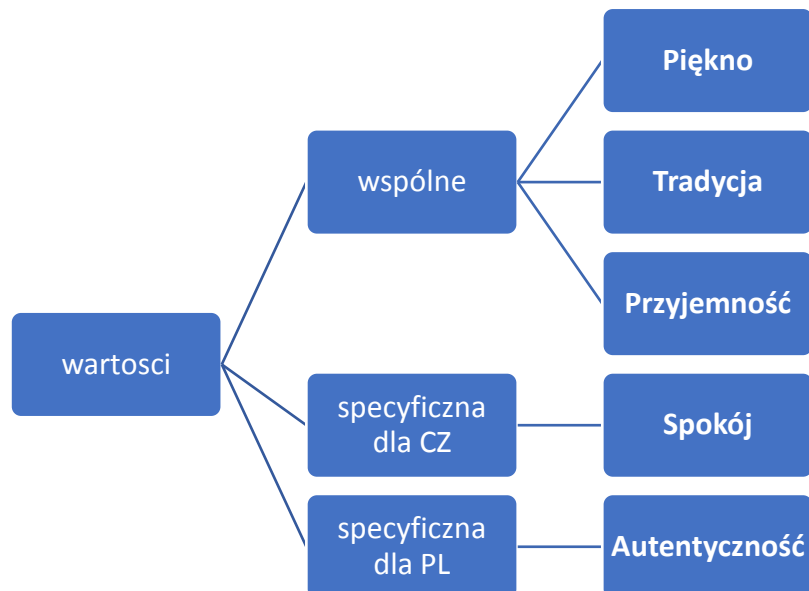 wartosci
wspólne
Piękno
Tradycja
Przyjemność
specyficzna
dla CZ
Spokój
specyficzna
dla PL
Autentyczność